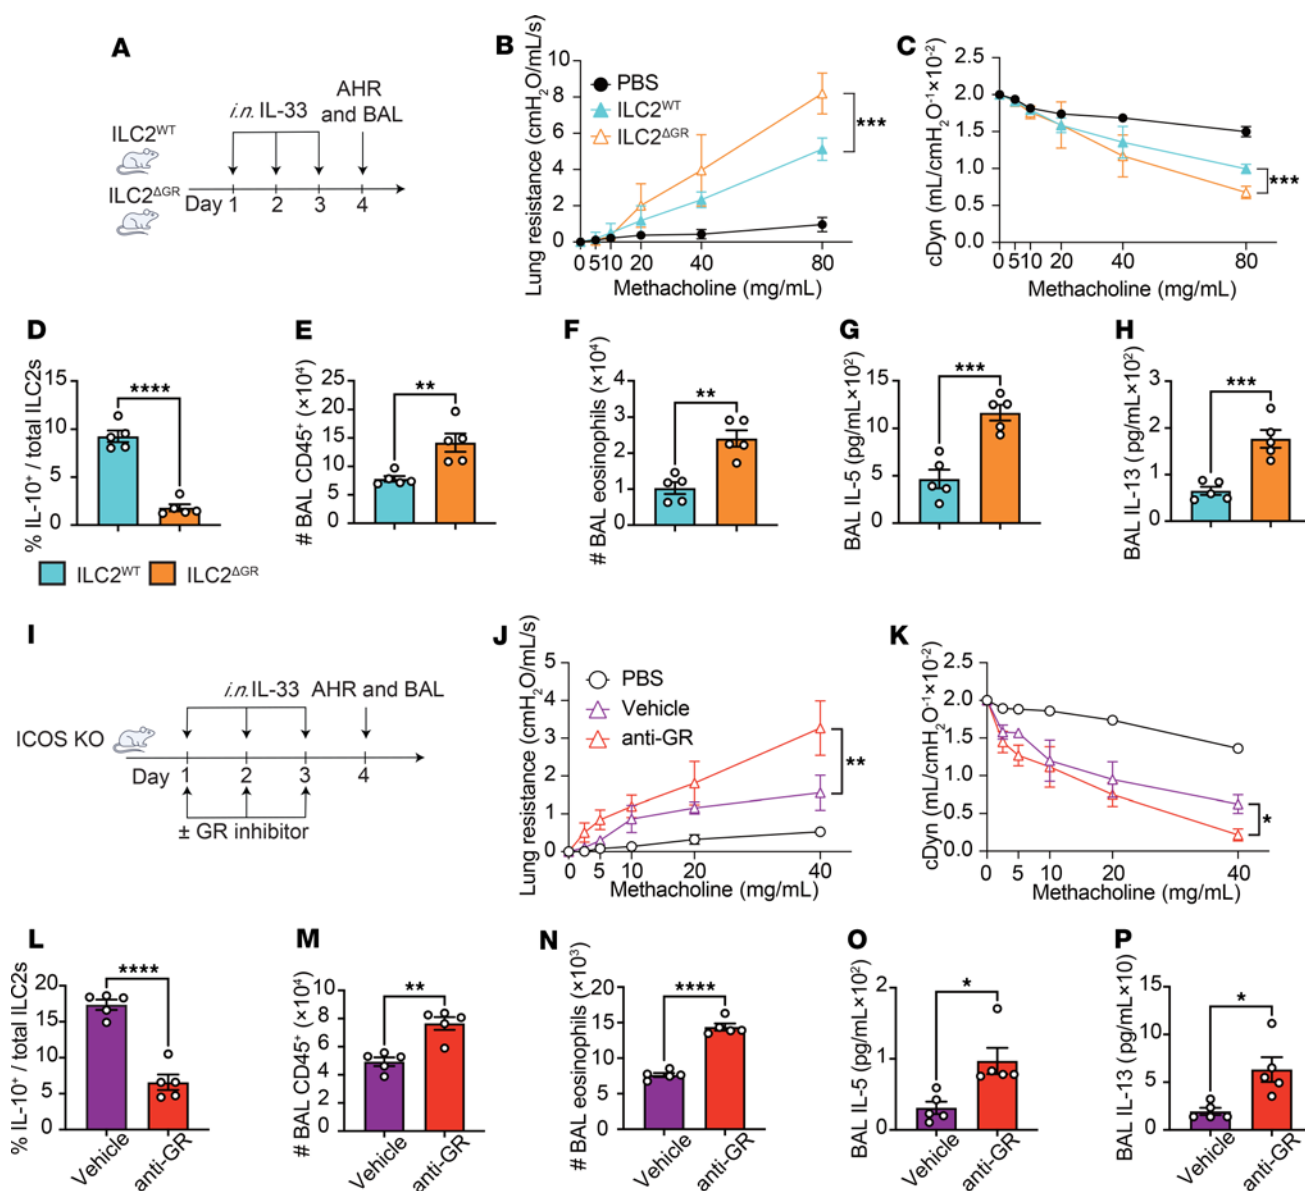 A
i.n. IL-33
AHR
and BAL
ILC2WT
ILC2ΔGR
Day 1 2 3 4
B
Lung resistance (cmH2O/mL/s)
10
8
6
4
2
0
PBS
ILC2WT
ILC2ΔGR
***
0 5 10 20 40 80
Methacholine (mg/mL)
C
cDyn (mL/cmH2O-1×10-2)
2.5
2.0
1.5
1.0
0.5
0.0
***
0 5 10 20 40 80
Methacholine (mg/mL)
D
% IL-10+ / total ILC2s
15
10
5
0
****
E
# BAL CD45+ (×104)
25
20
15
10
5
0
**
F
# BAL eosinophils (×104)
4
3
2
1
0
**
G
BAL IL-5 (pg/mL×102)
15
10
5
0
***
H
BAL IL-13 ( pg/mL×102)
3
2
1
0
***
ILC2WT ILC2ΔGR
I
i.n. IL-33 AHR and BAL
ICOS KO
Day 1 2 3 4
± GR inhibitor
J
Lung resistance (cmH2O/mL/s)
5
4
3
2
1
0
PBS
Vehicle
anti-GR
**
0 5 10 20 40
Methacholine (mg/mL)
K
cDyn (mL/cmH2O-1×10-2)
2.5
2.0
1.5
1.0
0.5
0.0
*
0 5 10 20 40
Methacholine (mg/mL)
L
% IL-10+ / total ILC2s
20
15
10
5
0
****
Vehicle
anti-GR
M
# BAL CD45+ (×104)
10
8
6
4
2
0
**
Vehicle
anti-GR
N
# BAL eosinophils (×103)
20
15
10
5
0
****
Vehicle
anti-GR
O
BAL IL-5 (pg/mL×102)
2
1
0
*
Vehicle
anti-GR
P
BAL IL-13 (pg/mL×10)
15
10
5
0
*
Vehicle
anti-GR